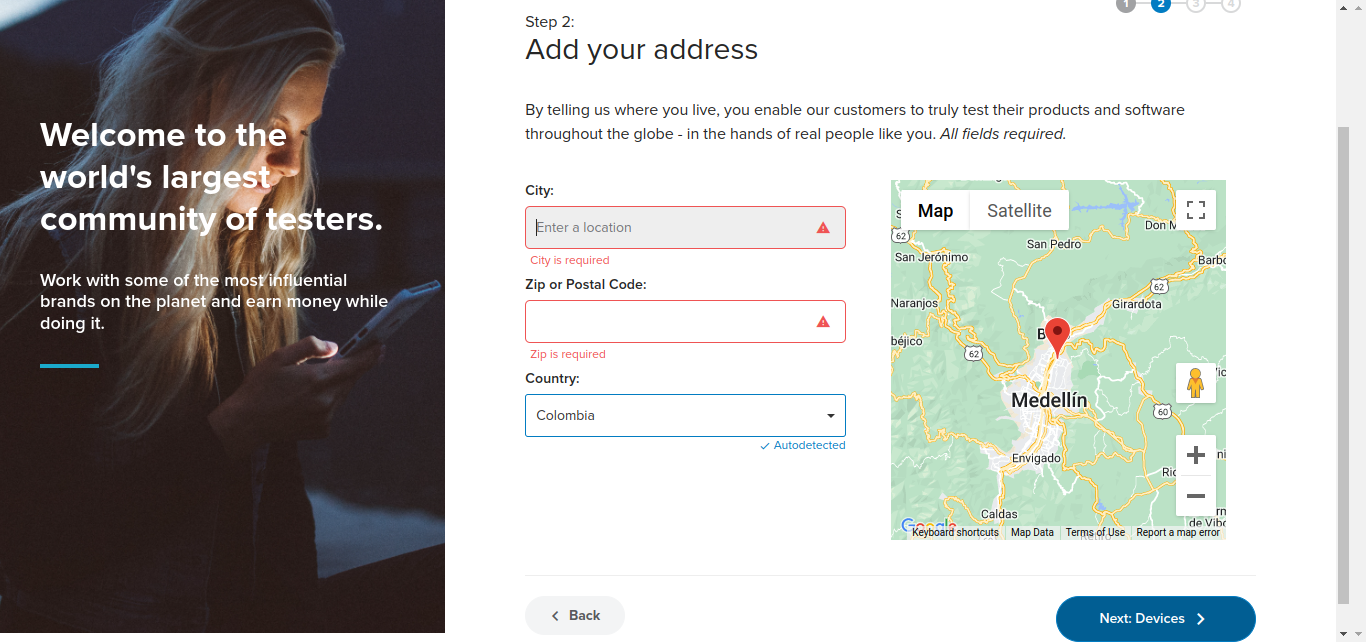 Welcome to the
world's largest
community of testers.
Work with some of the most influential
brands on the planet and earn money while
doing it.
1 2 3 4
Step 2:
Add your address
By telling us where you live, you enable our customers to truly test their products and software
throughout the globe - in the hands of real people like you. All fields required.
City:
Enter a location
City is required
Zip or Postal Code:
Zip is required
Country:
Colombia
Autodetected
Map Satellite
Don M
62
San Pedro
San Jerónimo
Barbo
62
Naranjos
Girardota
béjico
62
Medellín
60
Envigado
Caldas
de Vibo
Google
Keyboard shortcuts Map Data Terms of Use Report a map error
Back
Next: Devices